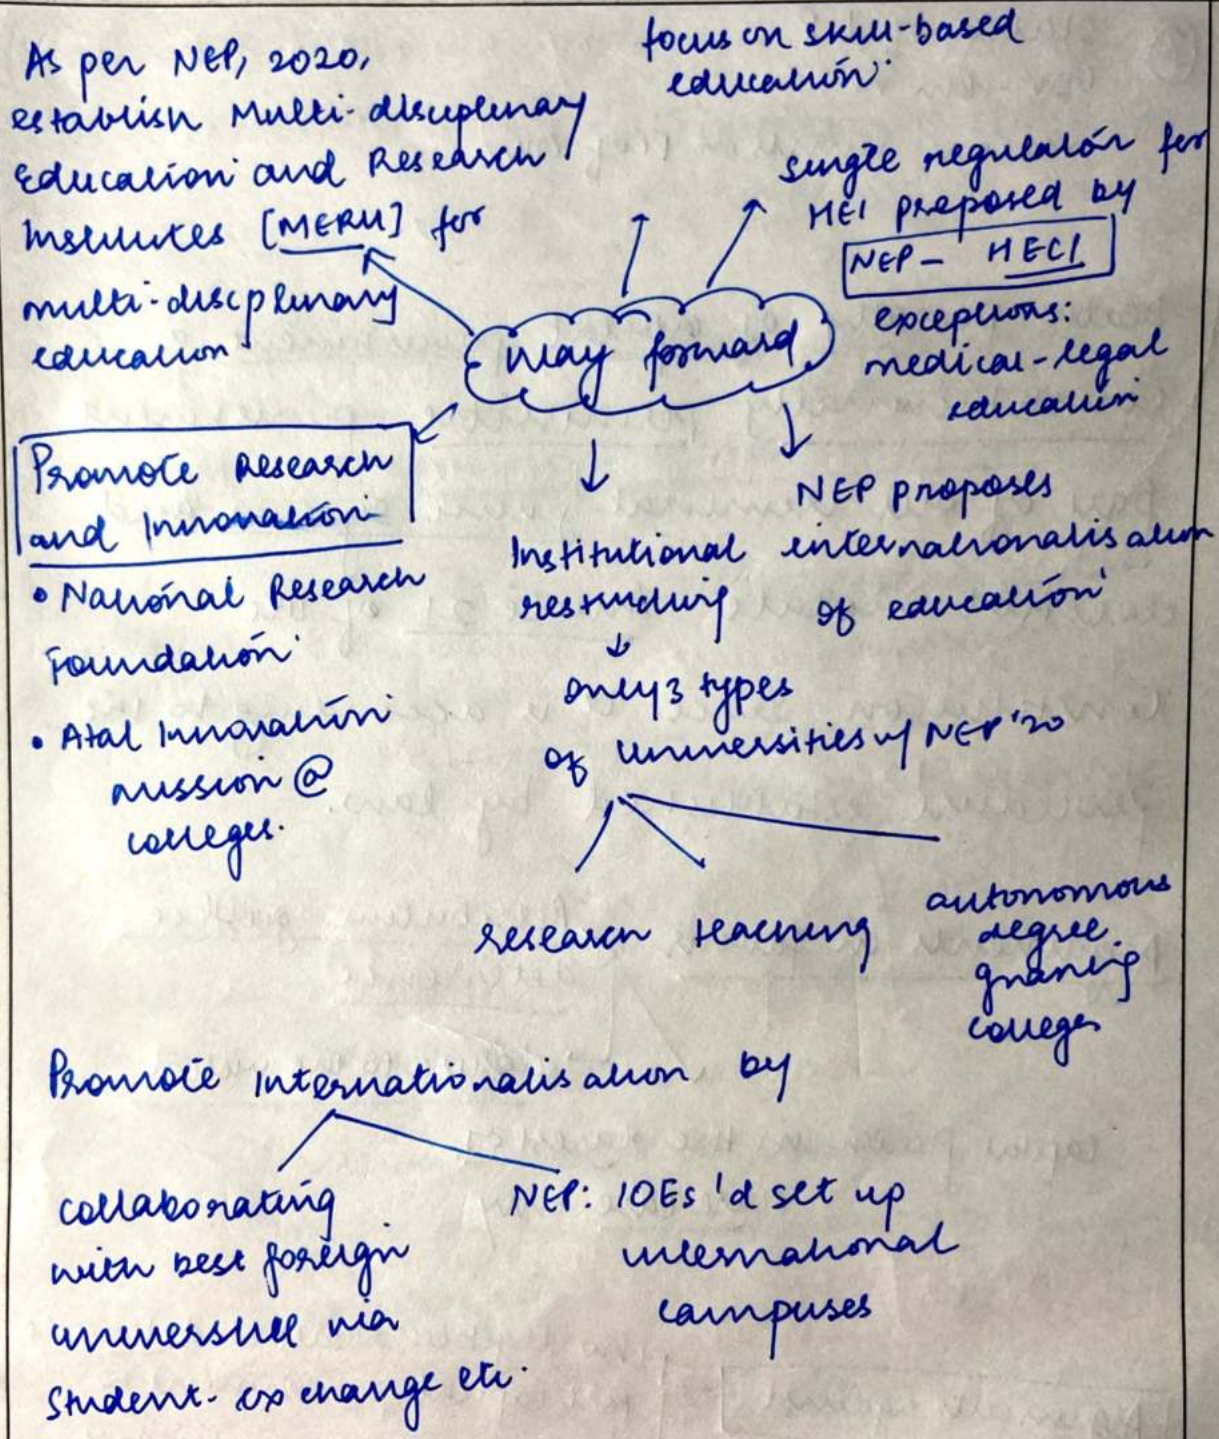 As per NEP, 2020,
establish Multi-disciplinary
Education and Research
Institutes [MERU] for
multi-discplinary
education
focus on skill-based
education
single regulator for
HEI proposed by
NEP - HECI
exceptions:
medical-legal
education
Way forward
Promote Research
and Innovation
• National Research
Foundation
• Atal Innovation
mission @
colleges.
Institutional
restructuring
↓
only 3 types
of universities w/ NEP '20
research teaching autonomous
degree
granting
colleges
NEP proposes
internationalisation
of education
Promote internationalisation by
collaborating
with best foreign
universities via
Student-exchange etc.
NEP: IOEs 'd set up
international
campuses